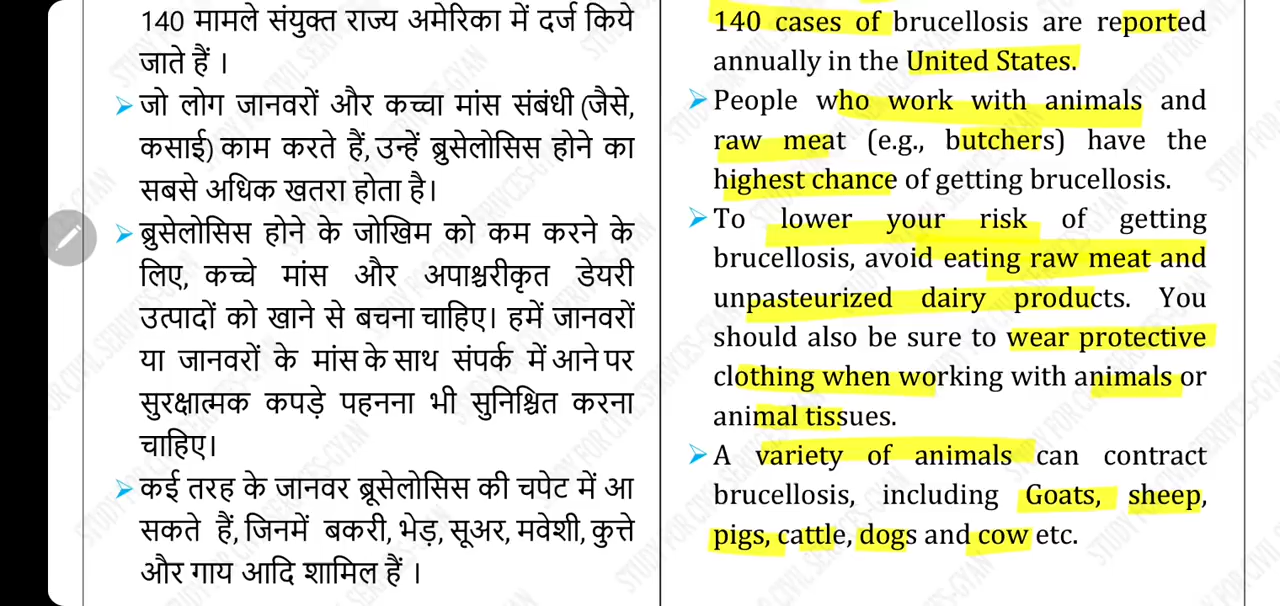 140 मामले संयुक्त राज्य अमेरिका में दर्ज किये
जाते हैं ।
जो लोग जानवरों और कच्चा मांस संबंधी (जैसे,
कसाई) काम करते हैं, उन्हें ब्रुसेलोसिस होने का
सबसे अधिक खतरा होता है।
ब्रुसेलोसिस होने के जोखिम को कम करने के
लिए, कच्चे मांस और अपाश्चरीकृत डेयरी
उत्पादों को खाने से बचना चाहिए। हमें जानवरों
या जानवरों के मांस के साथ संपर्क में आने पर
सुरक्षात्मक कपड़े पहनना भी सुनिश्चित करना
चाहिए।
कई तरह के जानवर ब्रूसेलोसिस की चपेट में आ
सकते हैं, जिनमें बकरी, भेड़, सूअर, मवेशी, कुत्ते
और गाय आदि शामिल हैं ।
140 cases of brucellosis are reported
annually in the United States.
People who work with animals and
raw meat (e.g., butchers) have the
highest chance of getting brucellosis.
To lower your risk of getting
brucellosis, avoid eating raw meat and
unpasteurized dairy products. You
should also be sure to wear protective
clothing when working with animals or
animal tissues.
A variety of animals can contract
brucellosis, including Goats, sheep,
pigs, cattle, dogs and cow etc.